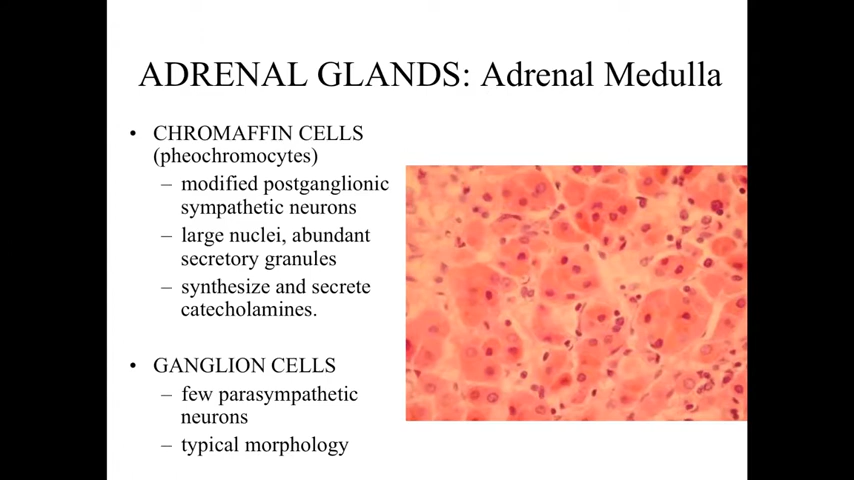 ADRENAL GLANDS: Adrenal Medulla
• CHROMAFFIN CELLS
(pheochromocytes)
– modified postganglionic
sympathetic neurons
– large nuclei, abundant
secretory granules
– synthesize and secrete
catecholamines.
• GANGLION CELLS
– few parasympathetic
neurons
– typical morphology